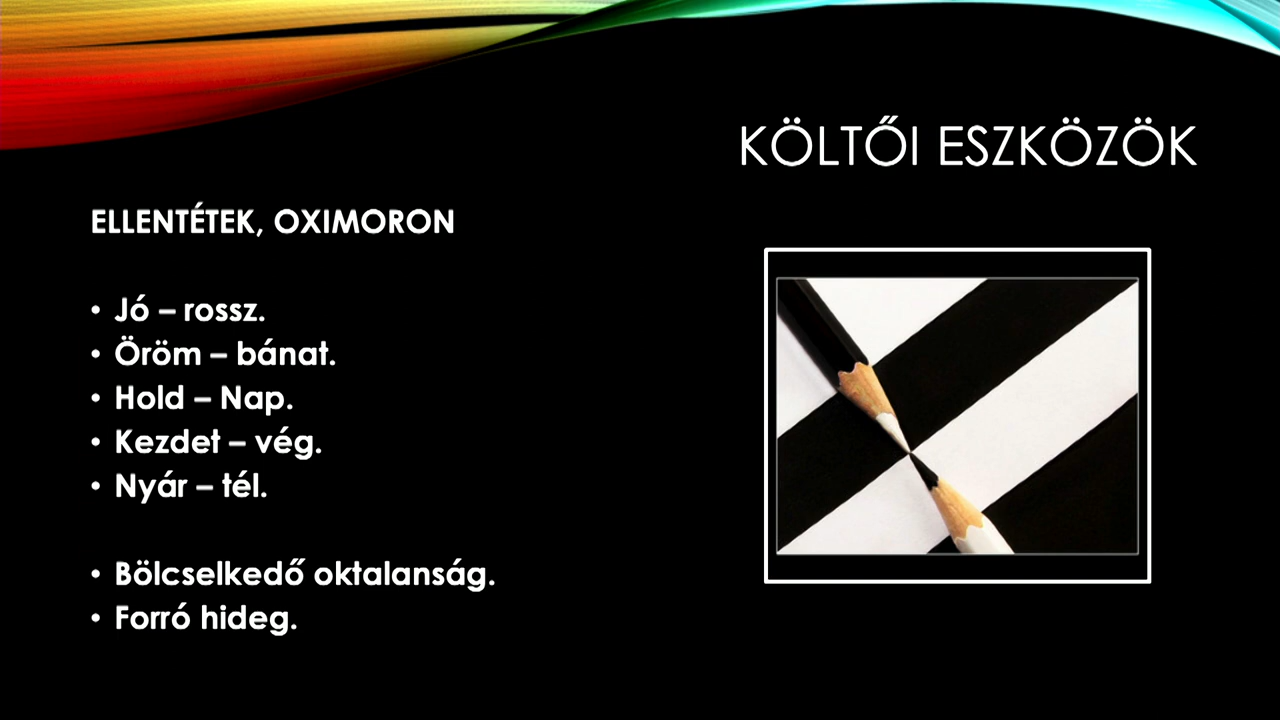 KÖLTŐI ESZKÖZÖK
ELLENTÉTEK, OXIMORON
• Jó – rossz.
• Öröm – bánat.
• Hold – Nap.
• Kezdet – vég.
• Nyár – tél.
• Bölcselkedő oktalanság.
• Forró hideg.